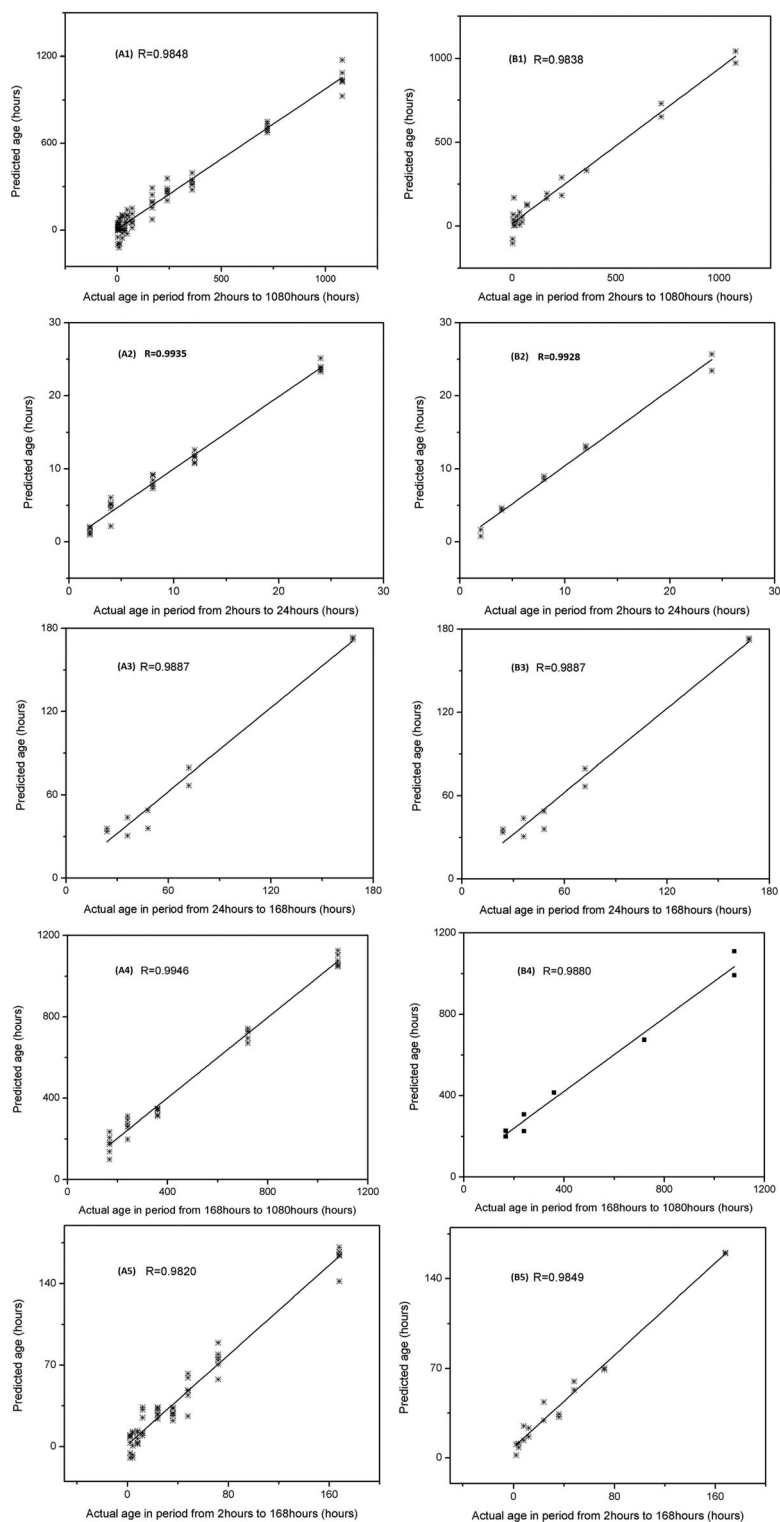 (A1) R=0.9848
1200
600
0
0 500 1000
Predicted age (hours)
Actual age in period from 2hours to 1080hours (hours)
(B1) R=0.9838
1000
500
0
0 500 1000
Predicted age (hours)
Actual age in period from 2hours to 1080hours (hours)
(A2) R=0.9935
30
20
10
0
0 10 20 30
Predicted age (hours)
Actual age in period from 2hours to 24hours (hours)
(B2) R=0.9928
30
20
10
0
0 10 20 30
Predicted age (hours)
Actual age in period from 2hours to 24hours (hours)
(A3) R=0.9887
180
120
60
0
0 60 120 180
Predicted age (hours)
Actual age in period from 24hours to 168hours (hours)
(B3) R=0.9887
180
120
60
0
0 60 120 180
Predicted age (hours)
Actual age in period from 24hours to 168hours (hours)
(A4) R=0.9946
1200
800
400
0
0 400 800 1200
Predicted age (hours)
Actual age in period from 168hours to 1080hours (hours)
(B4) R=0.9880
1200
800
400
0
0 400 800 1200
Predicted age (hours)
Actual age in period from 168hours to 1080hours (hours)
(A5) R=0.9820
140
70
0
0 80 160
Predicted age (hours)
Actual age in period from 2hours to 168hours (hours)
(B5) R=0.9849
140
70
0
0 80 160
Predicted age (hours)
Actual age in period from 2hours to 168hours (hours)